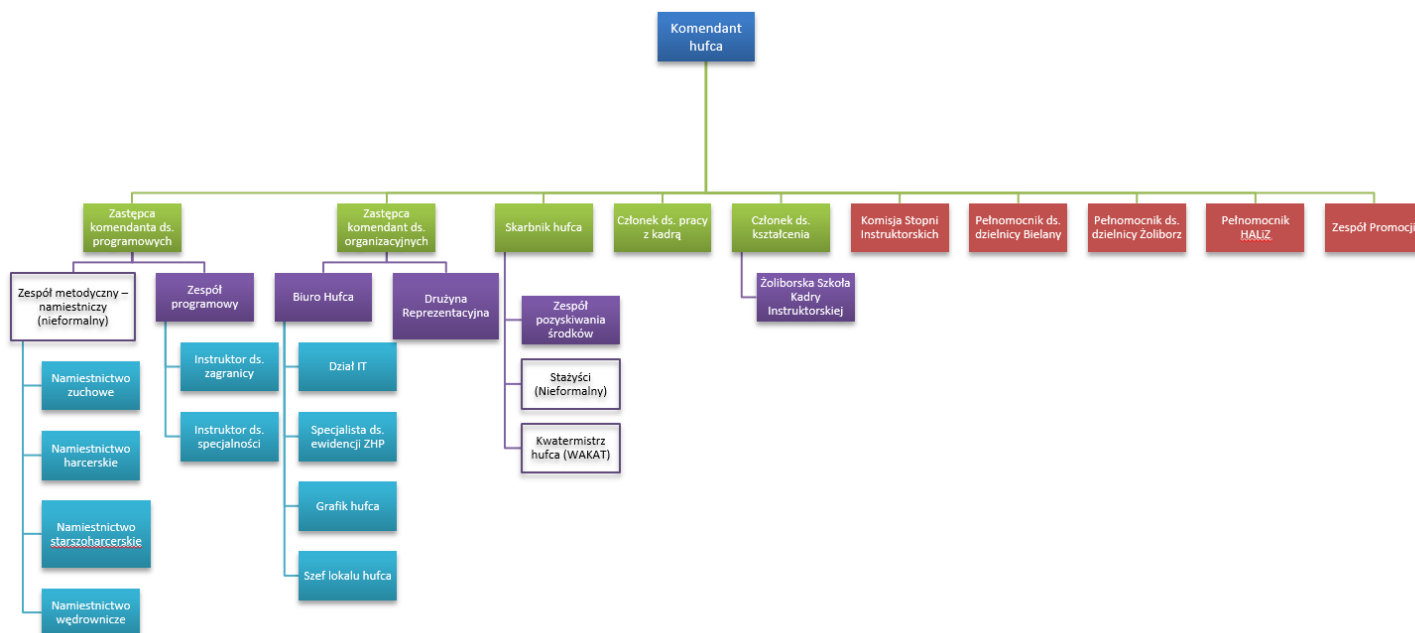 Komendant
hufca
Zastępca
komendanta ds.
programowych
Zastępca
komendant ds.
organizacyjnych
Skarbnik hufca
Członek ds. pracy
z kadrą
Członek ds.
kształcenia
Komisja Stopni
Instruktorskich
Pełnomocnik ds.
dzielnicy Bielany
Pełnomocnik ds.
dzielnicy Żoliborz
Pełnomocnik
HALiZ
Zespół Promocji
Zespół metodyczny –
namiestniczy
(nieformalny)
Zespół
programowy
Biuro Hufca
Drużyna
Reprezentacyjna
Zespół
pozyskiwania
środków
Żoliborska Szkoła
Kadry
Instruktorskiej
Namiestnictwo
zuchowe
Namiestnictwo
harcerskie
Namiestnictwo
starszoharcerskie
Namiestnictwo
wędrownicze
Instruktor ds.
zagranicy
Instruktor ds.
specjalności
Dział IT
Specjalista ds.
ewidencji ZHP
Grafik hufca
Szef lokalu hufca
Stażyści
(Nieformalny)
Kwatermistrz
hufca (WAKAT)